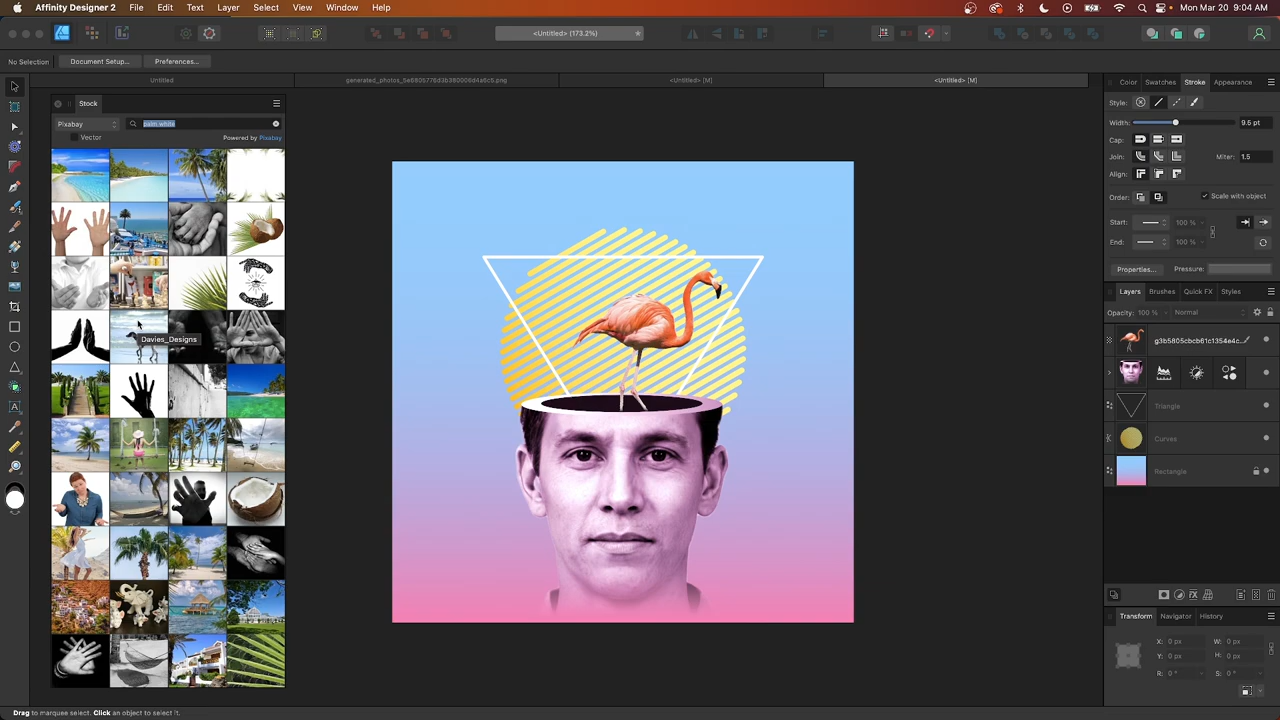 Affinity Designer 2 File Edit Text Layer Select View Window Help Mon Mar 20 9:04 AM
<Untitled> (173.2%)
No Selection Document Setup... Preferences...
Untitled generated_photos_5e6805770d3b380000d4a6c5.png <Untitled> [M] <Untitled> [M]
Stock
Color Swatches Stroke Appearance
Style:
Pixabay palm white
Width: 9.6 pt
Vector Powered by Pixabay
Cap:
Join: Miter: 1.5
Align:
Order: Scale with object
Start: 100 %
End: 100 %
Properties... Pressure:
Layers Brushes Quick FX Styles
Opacity: 100 % Normal
Davies_Designs
g3b5805cbcb61c1354e4c...
Triangle
Curves
Rectangle
Transform Navigator History
X: 0 px W: 0 px
Y: 0 px H: 0 px
R: 0 ° S: 0 °
Drag to marquee select. Click an object to select it.